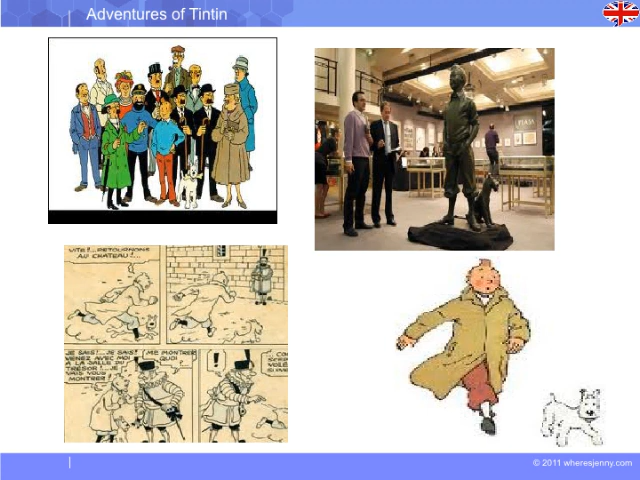 Adventures of Tintin
VITE!!... RETOURNONS
AU CHATEAU!...
JE SAIS!... JE SAIS!
VENEZ AVEC MOI
A LA SALLE DU
TRESOR!... JE
VAIS VOUS
MONTRER!
ME MONTRER
QUOI
!
© 2011 wheresjenny.com